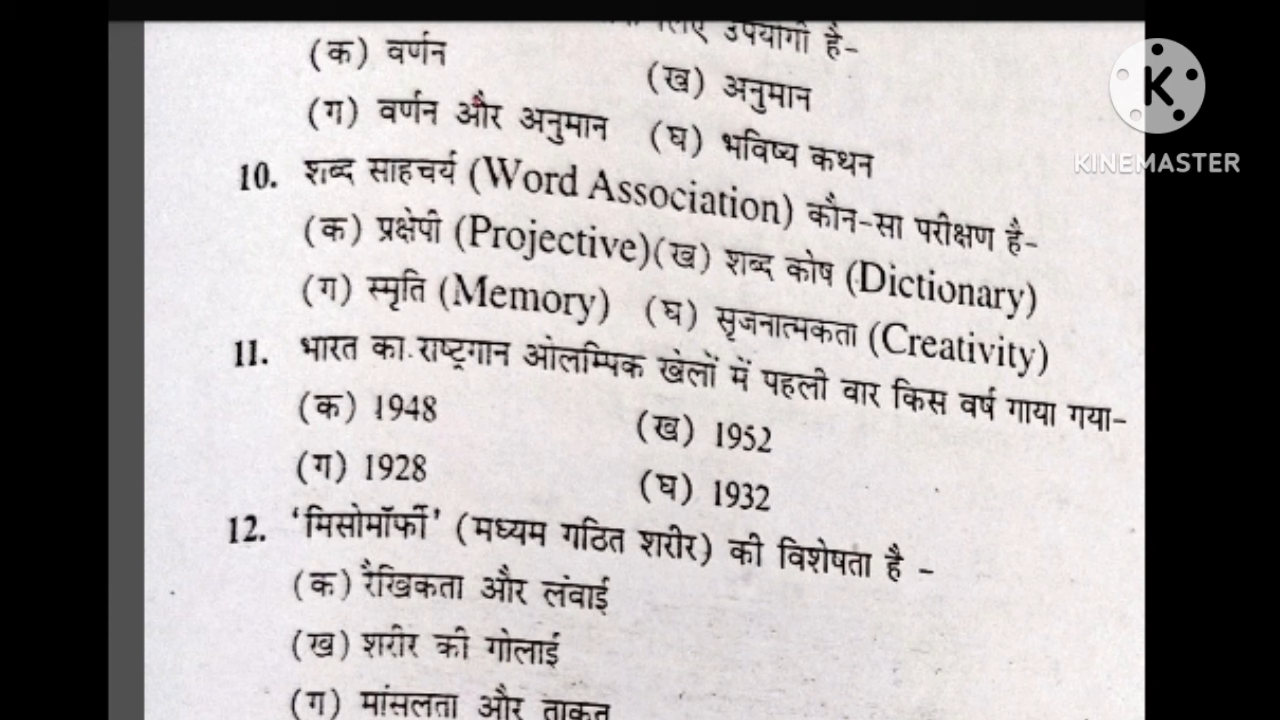 लिए उपयोगी है-
(क) वर्णन (ख) अनुमान
(ग) वर्णन और अनुमान (घ) भविष्य कथन
10. शब्द साहचर्य (Word Association) कौन-सा परीक्षण है-
(क) प्रक्षेपी (Projective)(ख) शब्द कोष (Dictionary)
(ग) स्मृति (Memory) (घ) सृजनात्मकता (Creativity)
11. भारत का राष्ट्रगान ओलम्पिक खेलों में पहली वार किस वर्ष गाया गया-
(क) 1948 (ख) 1952
(ग) 1928 (घ) 1932
12. 'मिसोमॉर्फी' (मध्यम गठित शरीर) की विशेषता है -
(क) रैखिकता और लंवाई
(ख) शरीर की गोलाई
(ग) मांसलता और ताकत
K
KINEMASTER